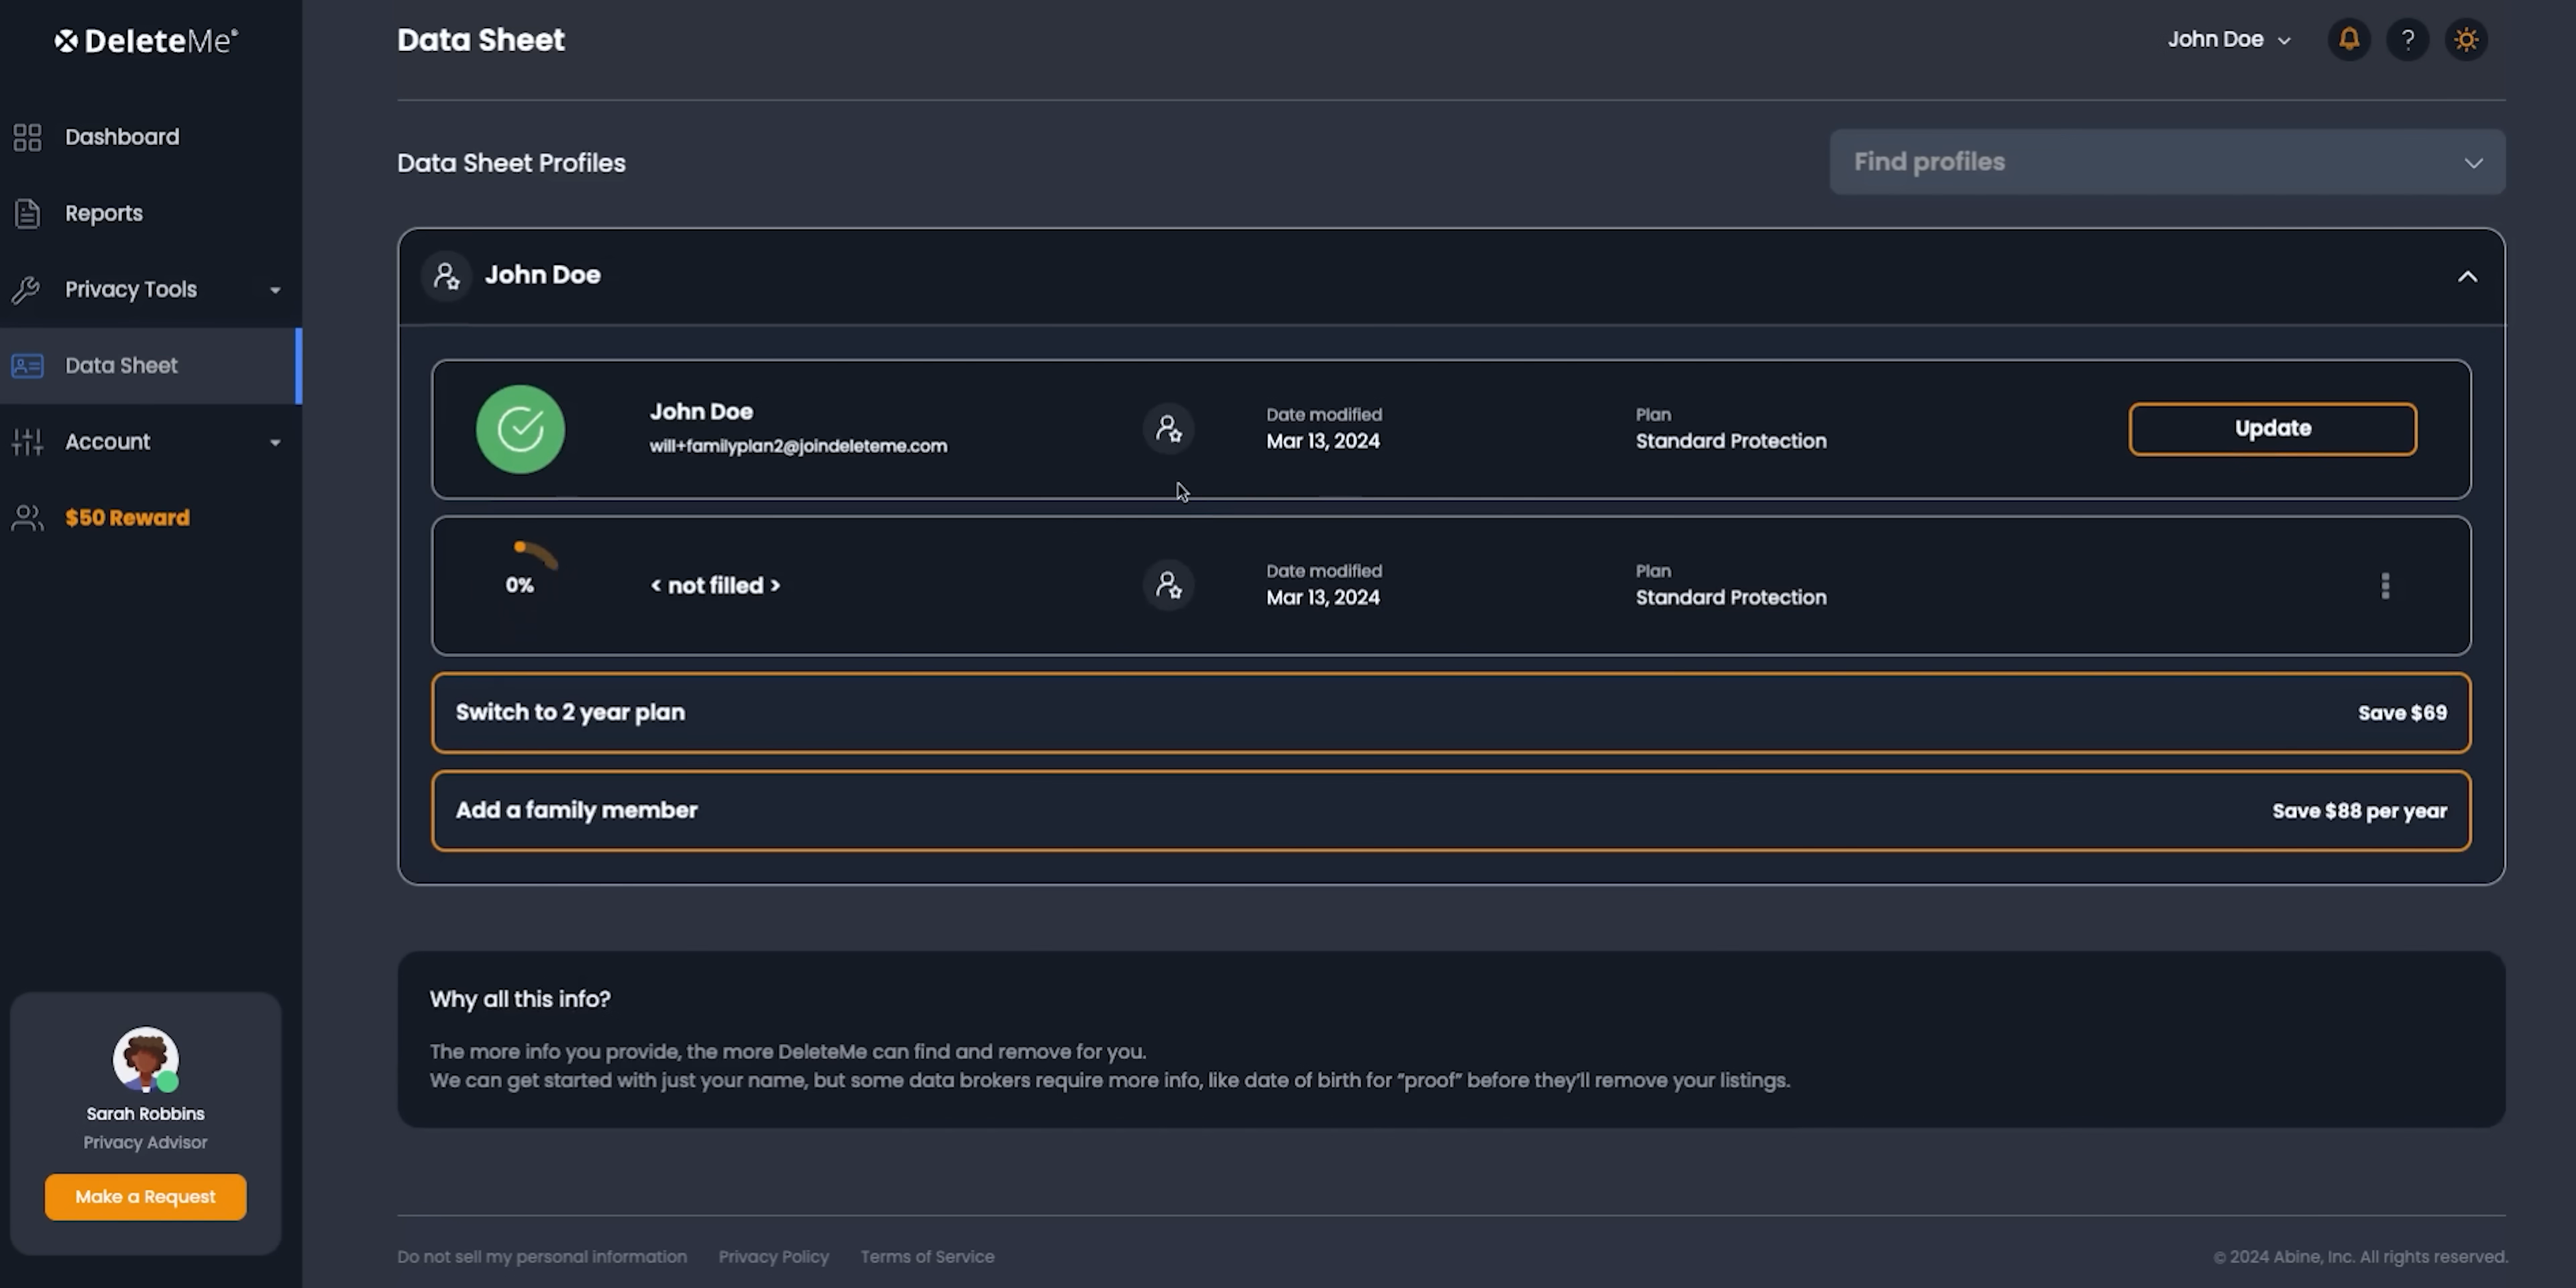 DeleteMe®
Data Sheet
John Doe
?
Dashboard
Reports
Privacy Tools
Data Sheet
Account
$50 Reward
Data Sheet Profiles
Find profiles
John Doe
John Doe
will+familyplan2@joindeleteme.com
Date modified
Mar 13, 2024
Plan
Standard Protection
Update
0%
< not filled >
Date modified
Mar 13, 2024
Plan
Standard Protection
Switch to 2 year plan
Save $69
Add a family member
Save $88 per year
Why all this info?
The more info you provide, the more DeleteMe can find and remove for you.
We can get started with just your name, but some data brokers require more info, like date of birth for “proof” before they’ll remove your listings.
Sarah Robbins
Privacy Advisor
Make a Request
Do not sell my personal information
Privacy Policy
Terms of Service
© 2024 Abine, Inc. All rights reserved.